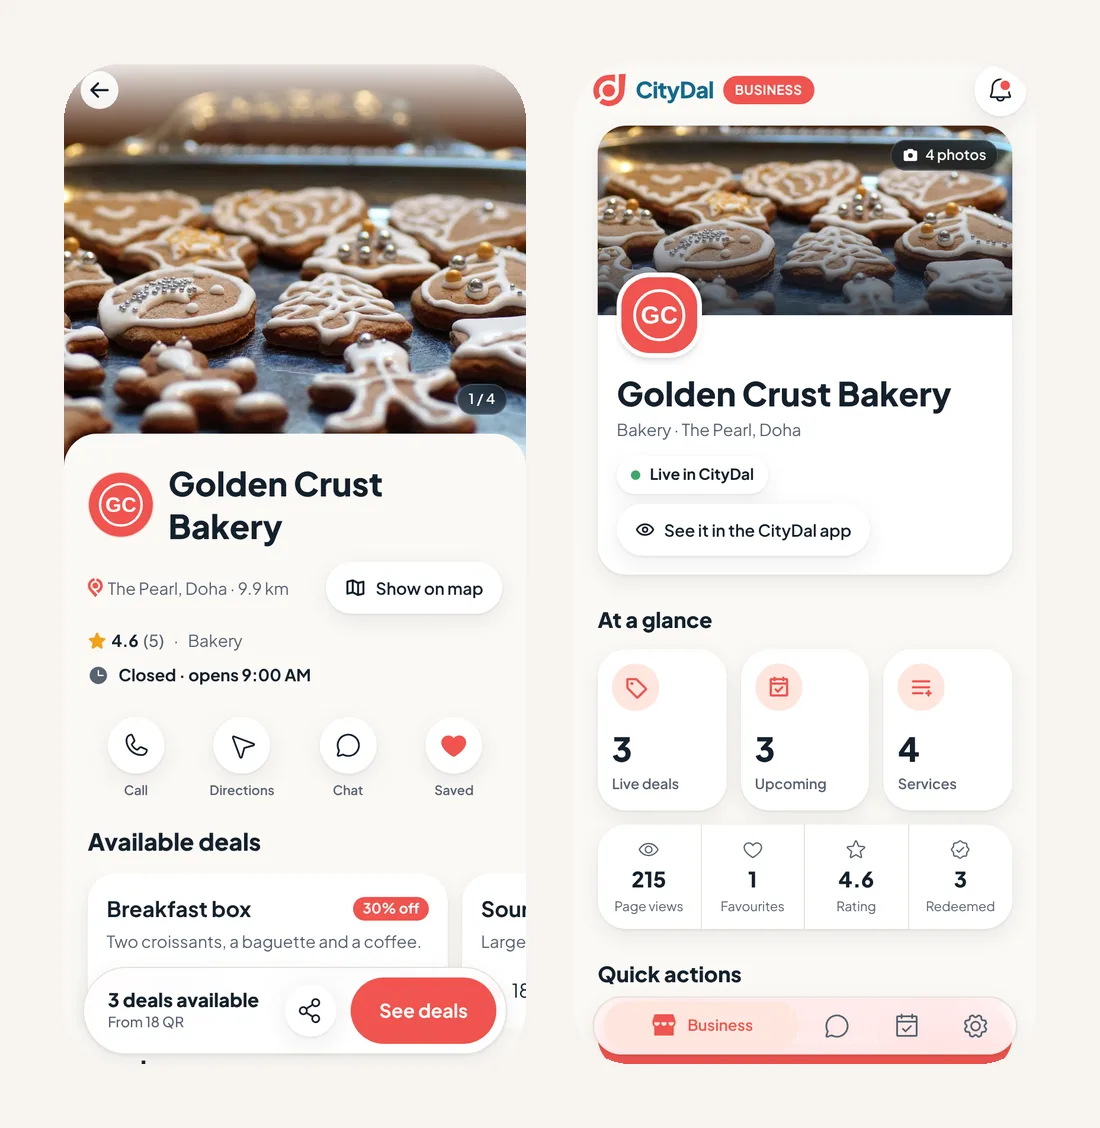 1 / 4
GC
Golden Crust
Bakery
The Pearl, Doha · 9.9 km
Show on map
4.6 (5) · Bakery
Closed · opens 9:00 AM
Call
Directions
Chat
Saved
Available deals
Breakfast box
30% off
Two croissants, a baguette and a coffee.
Sour
Large
18
3 deals available
From 18 QR
See deals
CityDal
BUSINESS
4 photos
GC
Golden Crust Bakery
Bakery · The Pearl, Doha
Live in CityDal
See it in the CityDal app
At a glance
3
Live deals
3
Upcoming
4
Services
215
Page views
1
Favourites
4.6
Rating
3
Redeemed
Quick actions
Business